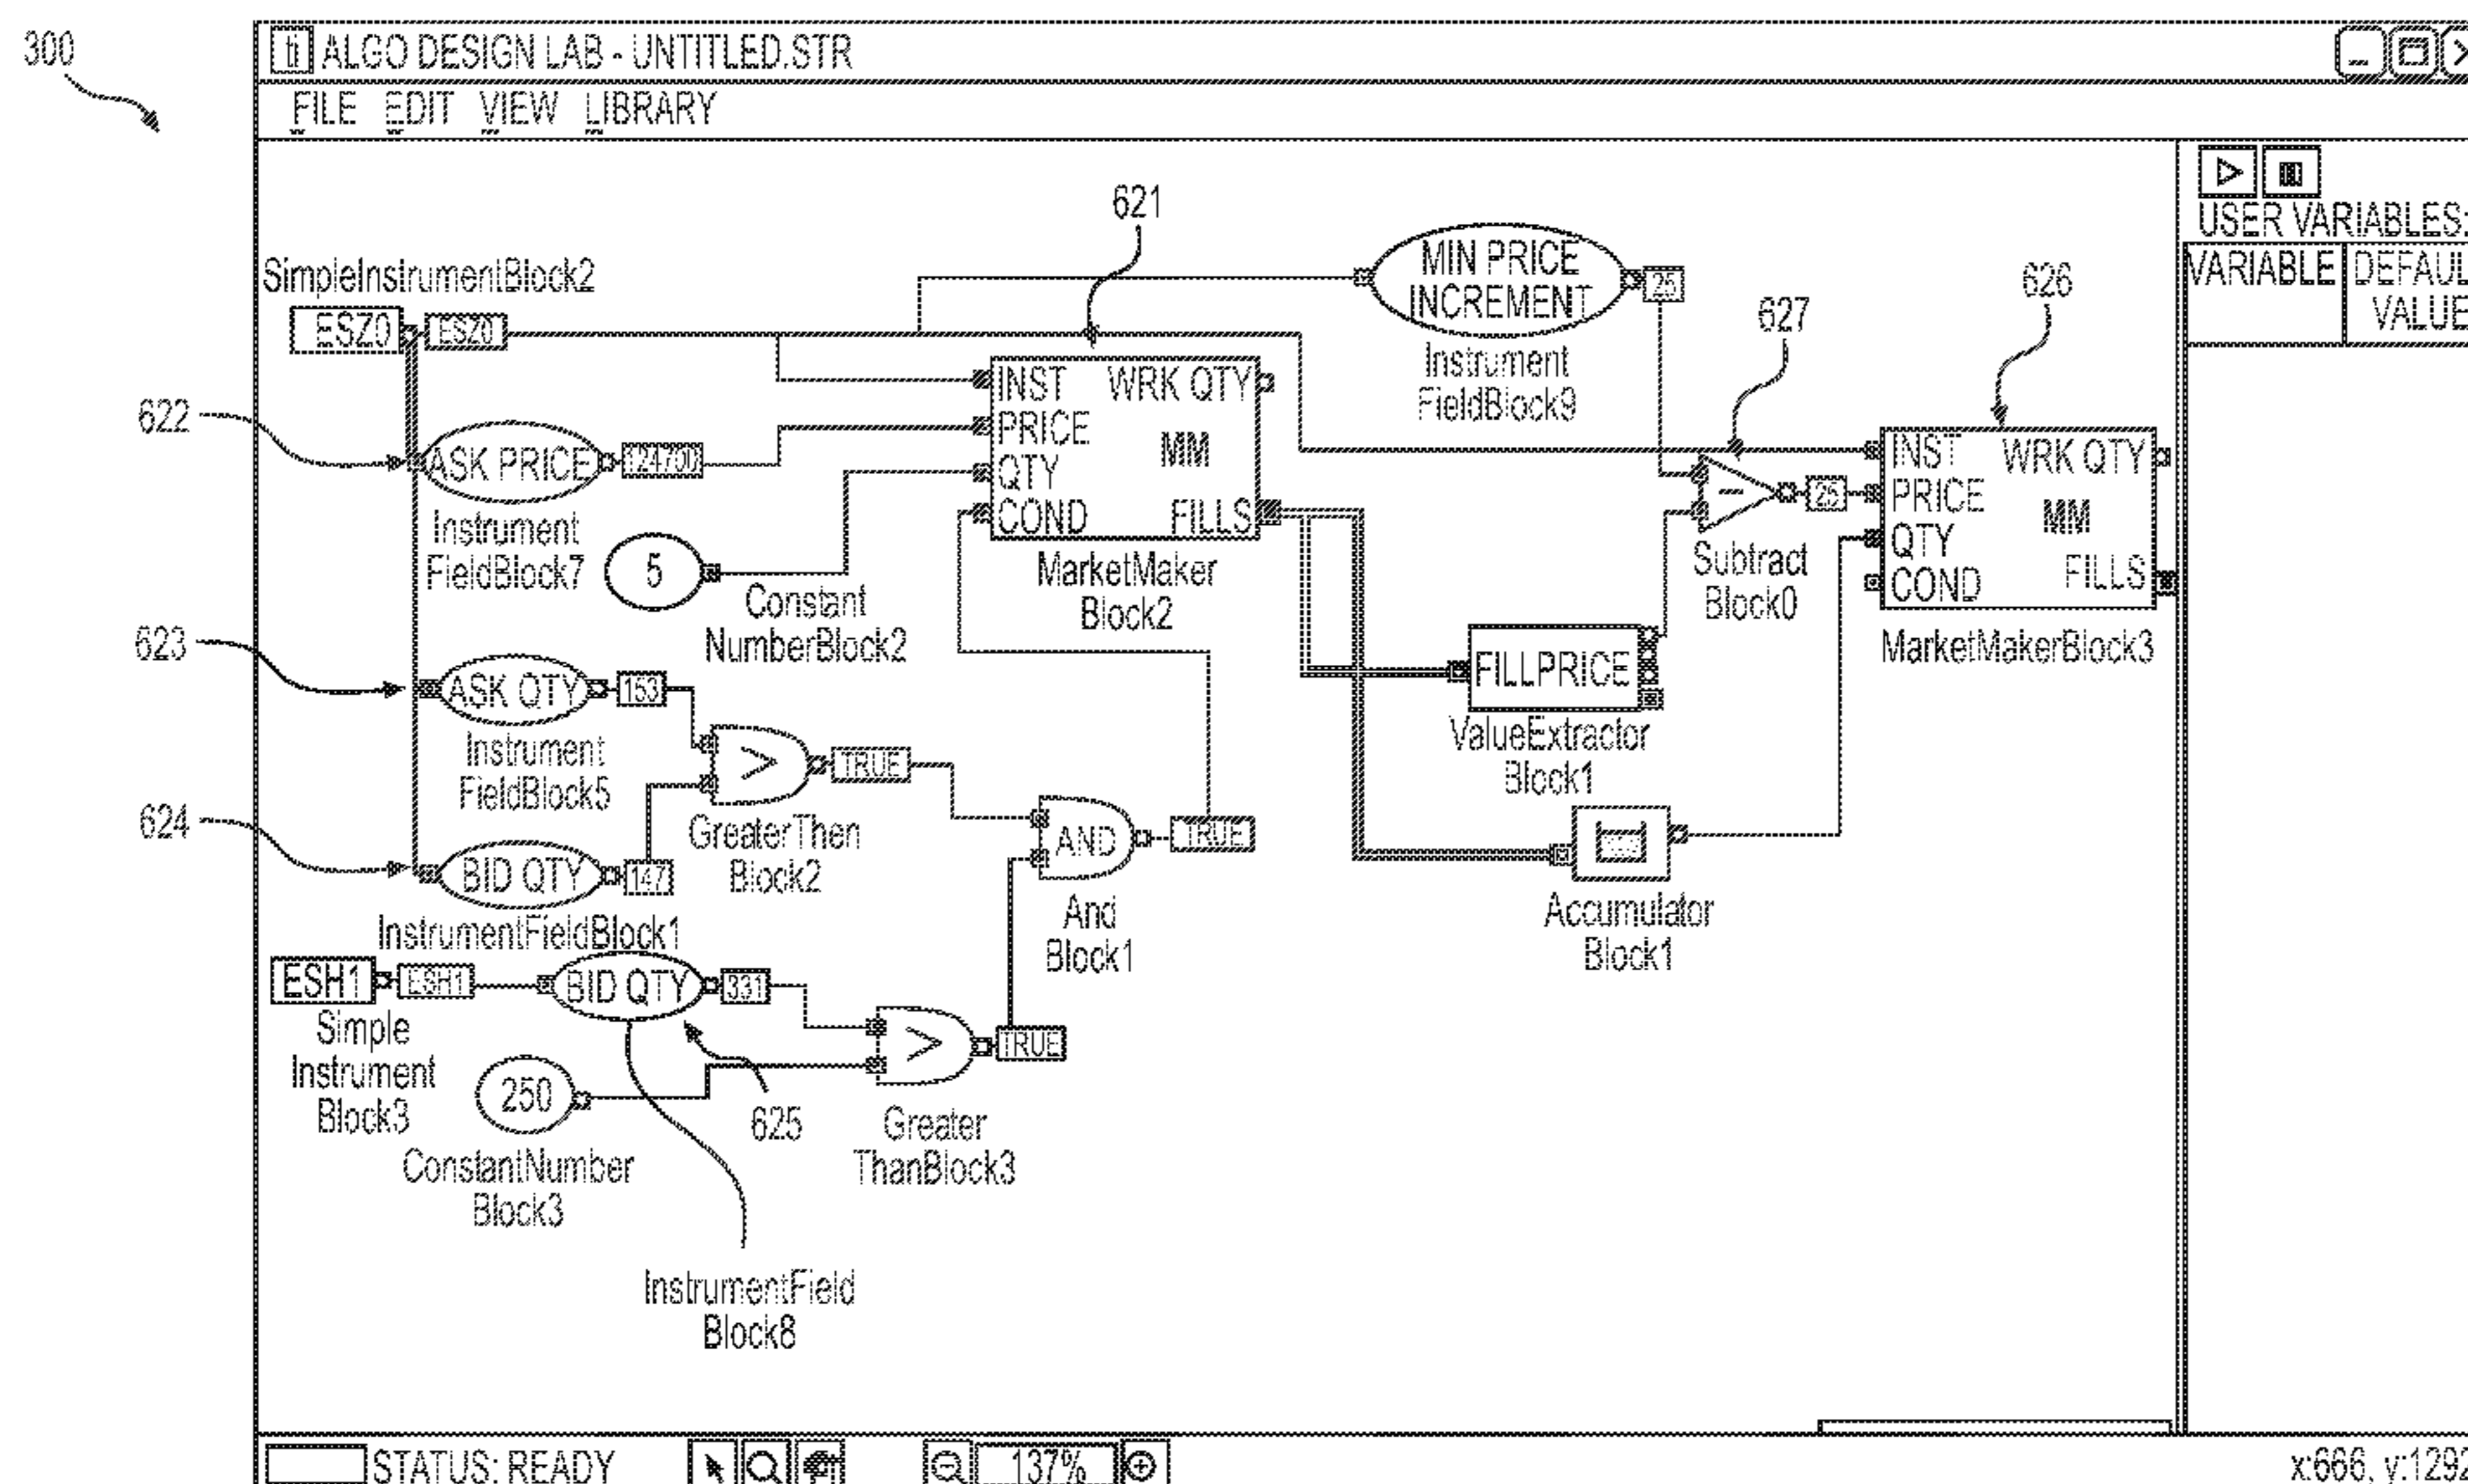 300
ti ALGO DESIGN LAB - UNTITLED.STR
FILE EDIT VIEW LIBRARY
USER VARIABLES:
VARIABLE DEFAUL
VALUE
621
626
627
MIN PRICE
INCREMENT
25
Instrument
FieldBlock9
SimpleInstrumentBlock2
ESZ0 ESZ0
622
ASK PRICE 124700
Instrument
FieldBlock7
5
Constant
NumberBlock2
INST WRK QTY
PRICE
MM
QTY
COND FILLS
MarketMaker
Block2
INST WRK QTY
PRICE
MM
QTY
COND FILLS
MarketMakerBlock3
− 25
Subtract
Block0
623
ASK QTY 153
Instrument
FieldBlock5
> TRUE
GreaterThen
Block2
FILLPRICE
ValueExtractor
Block1
624
BID QTY 147
InstrumentFieldBlock1
AND TRUE
And
Block1
Accumulator
Block1
ESH1 ESH1 BID QTY 331
Simple
Instrument
Block3
> TRUE
250
625
Greater
ThanBlock3
ConstantNumber
Block3
InstrumentField
Block8
STATUS: READY
137%
x:666, y:1292